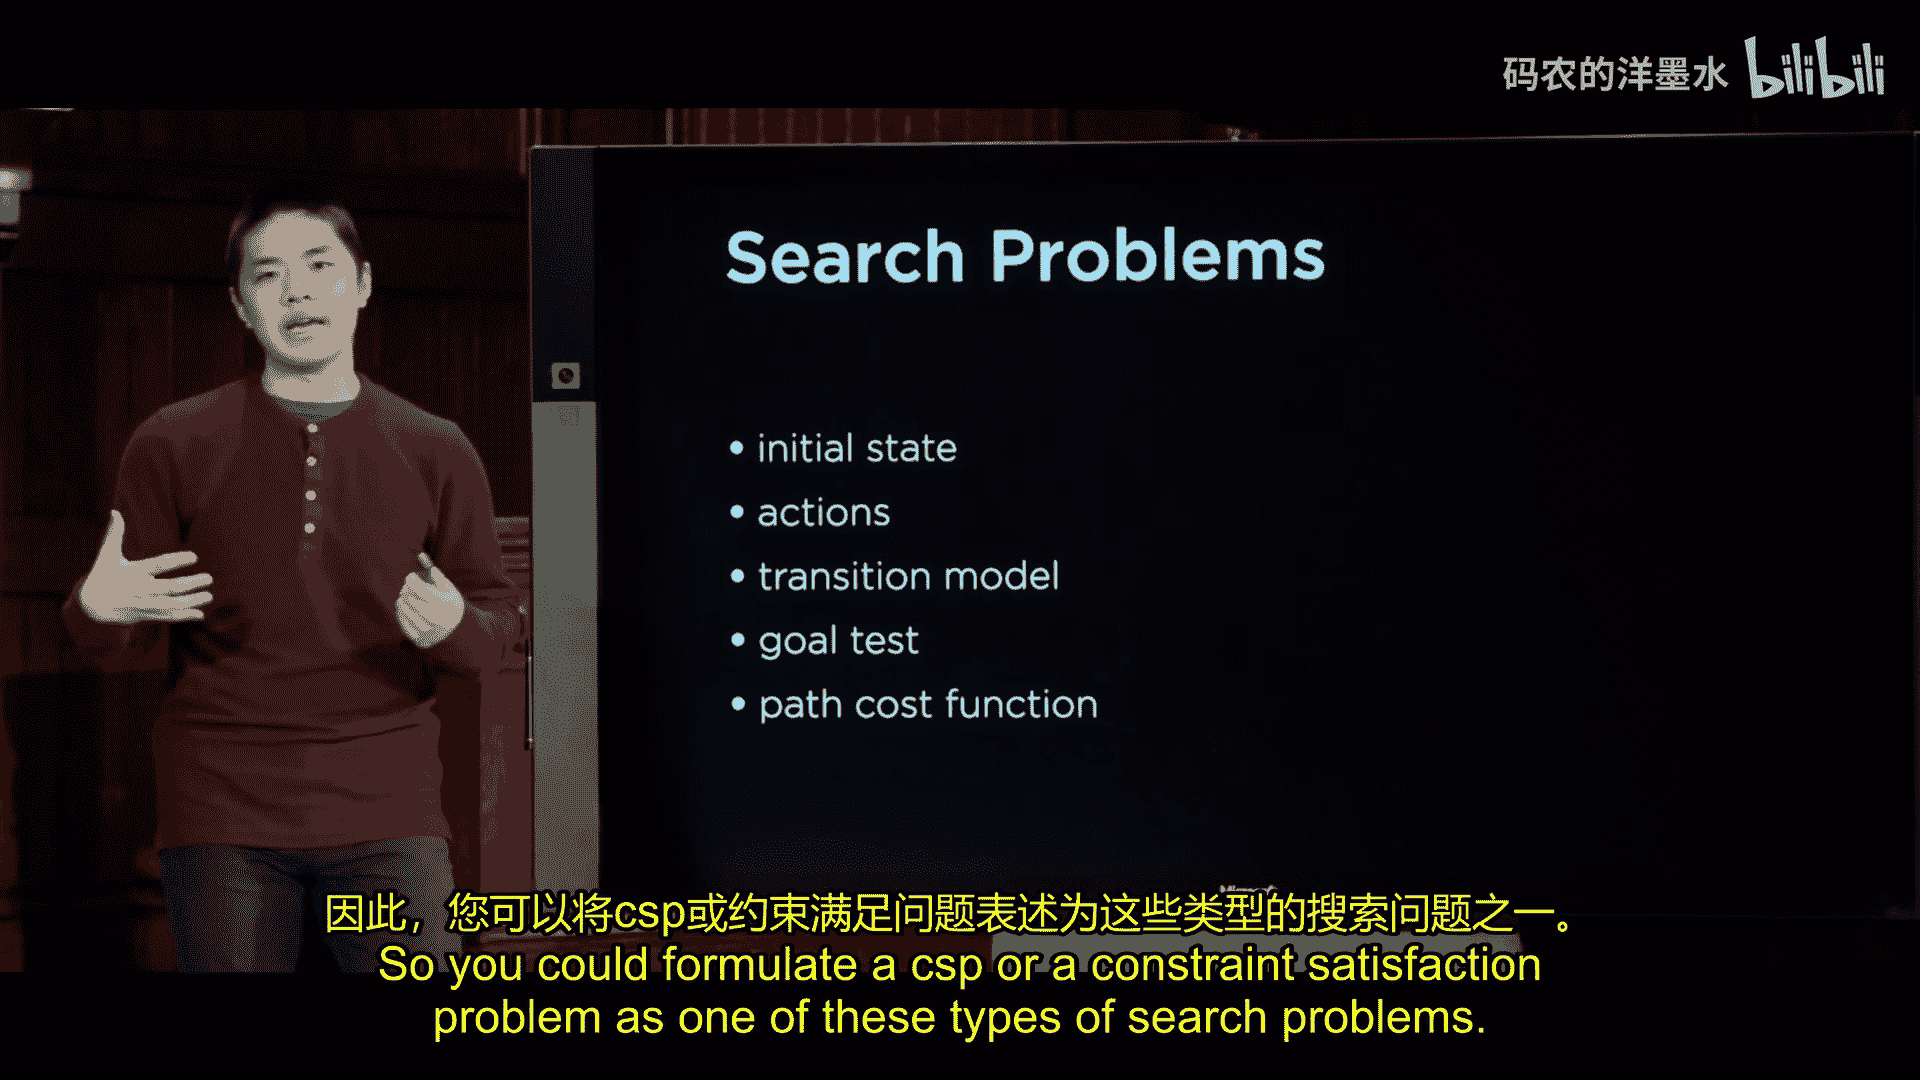 码农的洋墨水 bilibili
Search Problems
• initial state
• actions
• transition model
• goal test
• path cost function
因此，您可以将csp或约束满足问题表述为这些类型的搜索问题之一。
So you could formulate a csp or a constraint satisfaction
problem as one of these types of search problems.